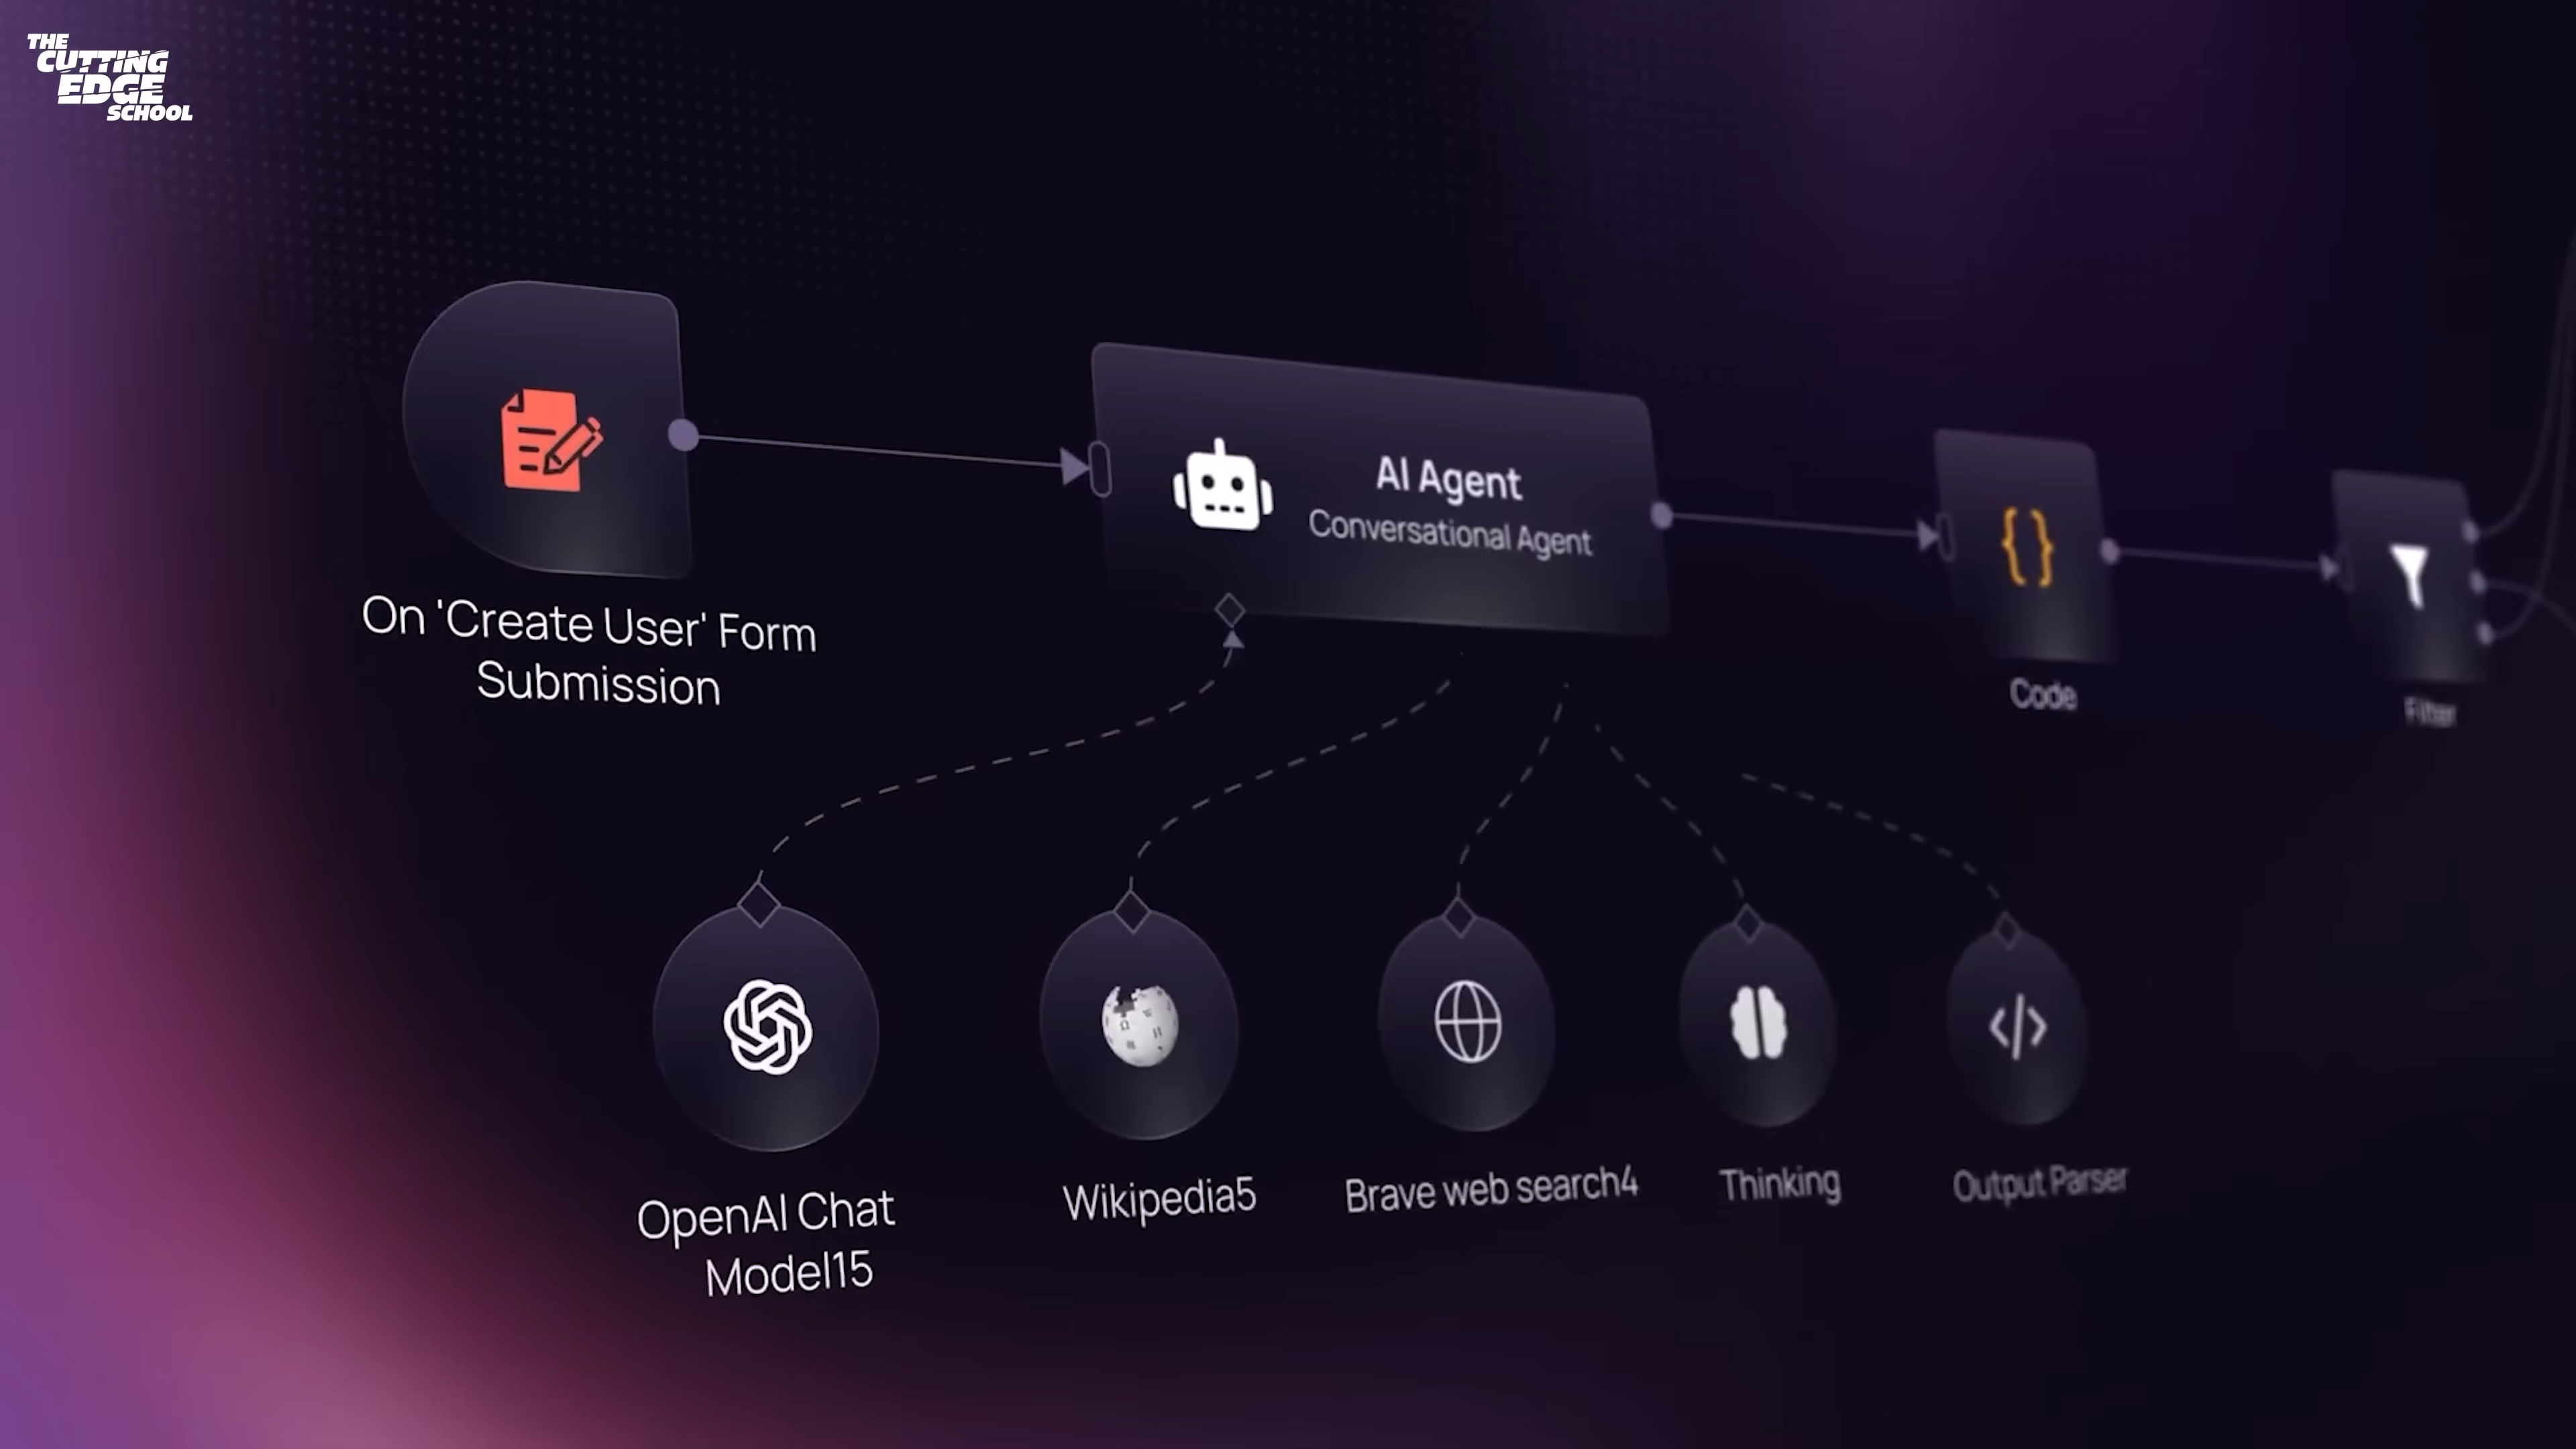 THE
CUTTING
EDGE
SCHOOL
On 'Create User' Form
Submission
AI Agent
Conversational Agent
Code
Filter
OpenAI Chat
Model15
Wikipedia5
Brave web search4
Thinking
Output Parser